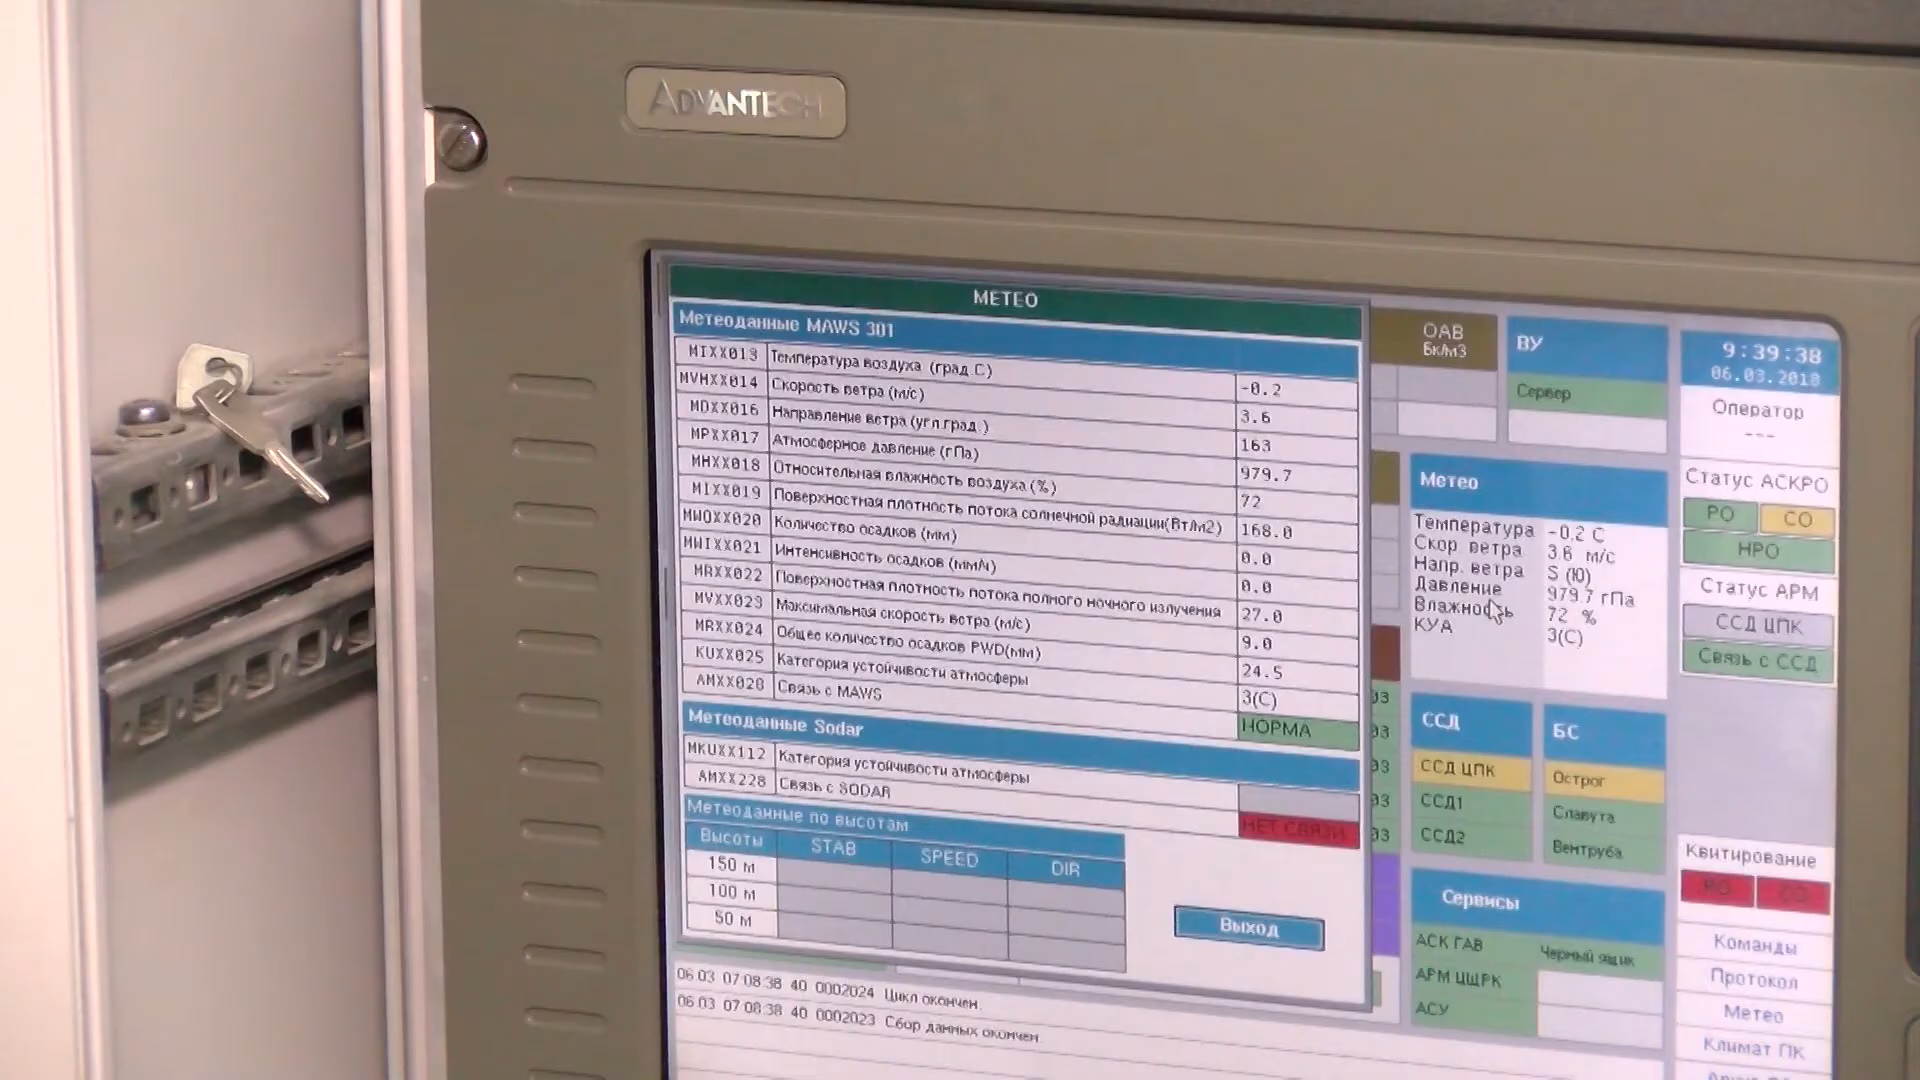 ADVANTECH
МЕТЕО
Метеоданные MAWS 301
MIXX013 Температура воздуха (град.С) -0.2
MVHXX014 Скорость ветра (м/с) 3.6
MDXX016 Направление ветра (угл.град.) 163
MPXX017 Атмосферное давление (гПа) 979.7
MHXX018 Относительная влажность воздуха (%) 72
MIXX019 Поверхностная плотность потока солнечной радиации(Вт/м2) 168.0
MWQXX020 Количество осадков (мм) 0.0
MWIXX021 Интенсивность осадков (мм/ч) 0.0
MRXX022 Поверхностная плотность потока полного ночного излучения 27.0
MVXX023 Максимальная скорость ветра (м/с) 9.0
MRXX024 Общее количество осадков PWD(мм) 24.5
KUXX025 Категория устойчивости атмосферы 3(C)
AMXX028 Связь с MAWS НОРМА
Метеоданные Sodar
MKUXX112 Категория устойчивости атмосферы
AMXX228 Связь с SODAR НЕТ СВЯЗИ
Метеоданные по высотам
Высоты STAB SPEED DIR
150 м
100 м
50 м
Выход
06.03 07:08:38 40 0002024 Цикл окончен.
06.03 07:08:38 40 0002023 Сбор данных окончен
ОАВ
Бк/м3
ВУ
Сервер
Метео
Температура -0,2 С
Скор. ветра 3.6 м/с
Напр. ветра S (Ю)
Давление 979.7 гПа
Влажность 72 %
КУА 3(С)
ССД
ССД ЦПК
ССД1
ССД2
БС
Острог
Славута
Вентруба
Сервисы
АСК ГАВ Черный ящик
АРМ ЦЩРК
АСУ
9:39:38
06.03.2018
Оператор
---
Статус АСКРО
РО СО
НРО
Статус АРМ
ССД ЦПК
Связь с ССД
Квитирование
РО СО
Команды
Протокол
Метео
Климат ПК